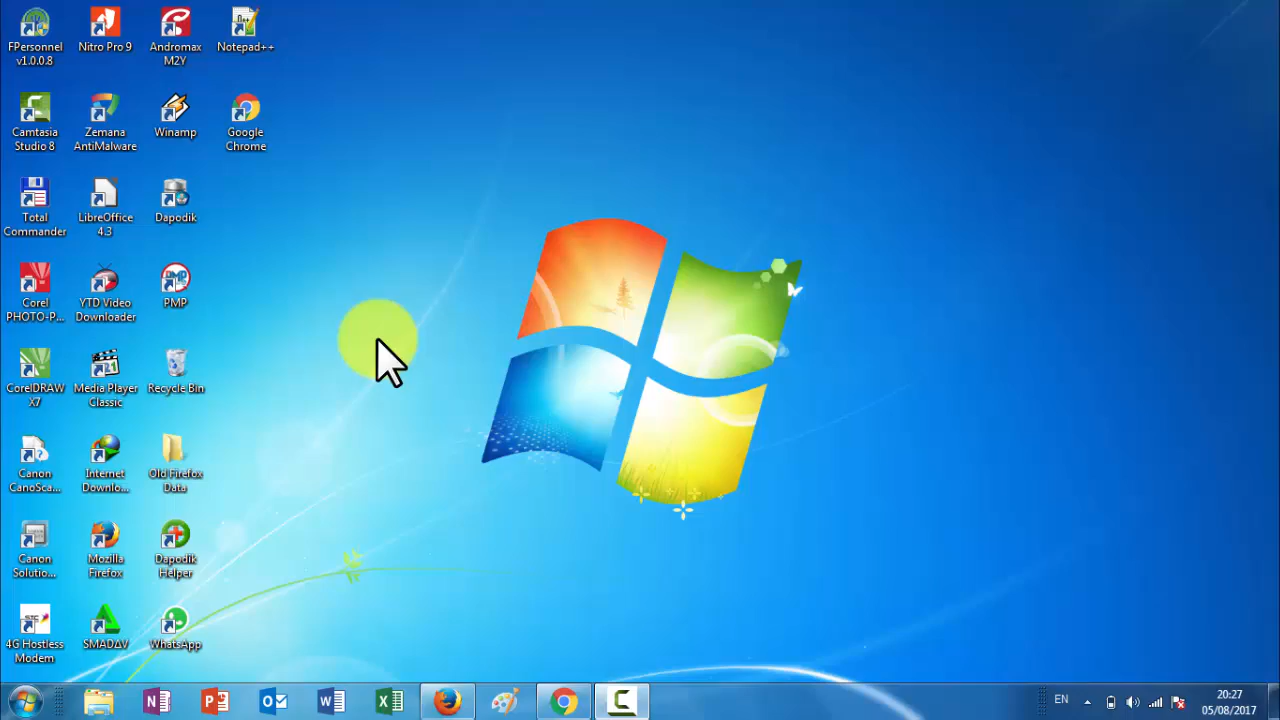 FPersonnel
v1.0.0.8
Nitro Pro 9
Andromax
M2Y
Notepad++
Camtasia
Studio 8
Zemana
AntiMalware
Winamp
Google
Chrome
Total
Commander
LibreOffice
4.3
Dapodik
Corel
PHOTO-P...
YTD Video
Downloader
PMP
CorelDRAW
X7
Media Player
Classic
Recycle Bin
Canon
CanoSca...
Internet
Downlo...
Old Firefox
Data
Canon
Solutio...
Mozilla
Firefox
Dapodik
Helper
4G Hostless
Modem
SMADΔV
WhatsApp
EN
20:27
05/08/2017